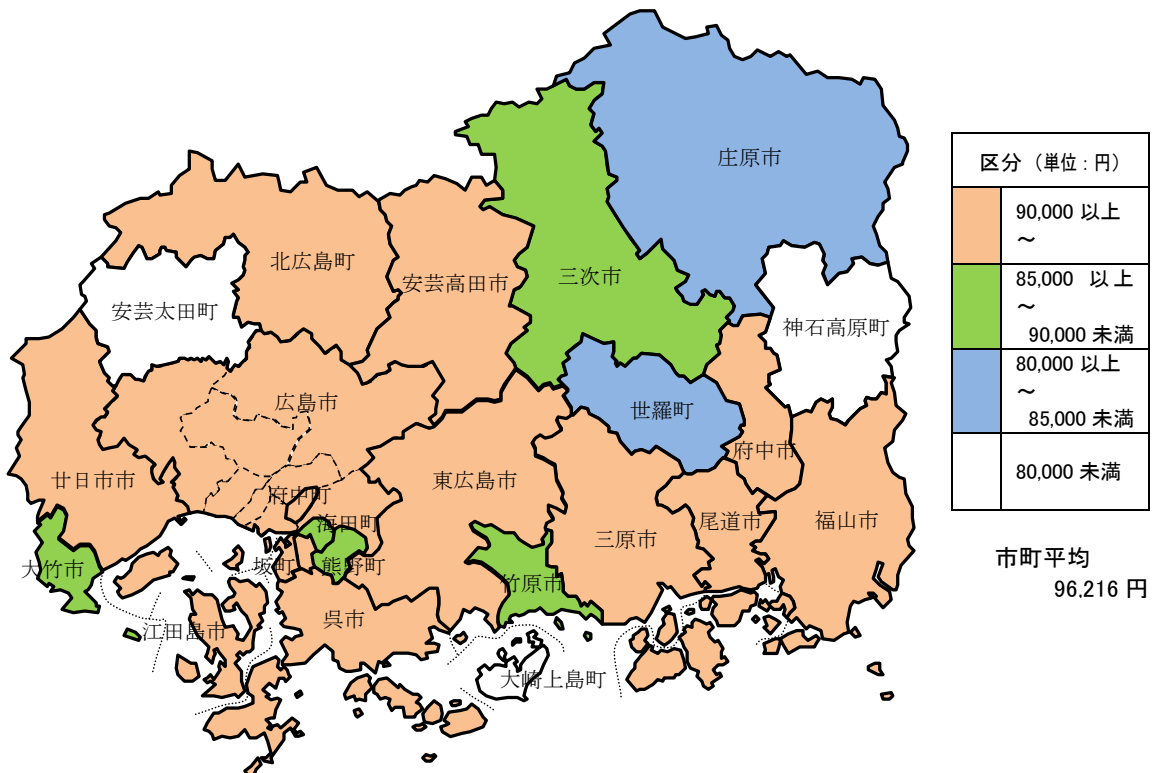 庄原市
北広島町
安芸高田市
三次市
安芸太田町
神石高原町
広島市
世羅町
府中市
廿日市市
東広島市
府中町
海田町
尾道市
福山市
三原市
大竹市
坂町
熊野町
竹原市
呉市
江田島市
大崎上島町
区分（単位：円）
90,000 以上
～
85,000 以上
～
90,000 未満
80,000 以上
～
85,000 未満
80,000 未満
市町平均
96,216 円